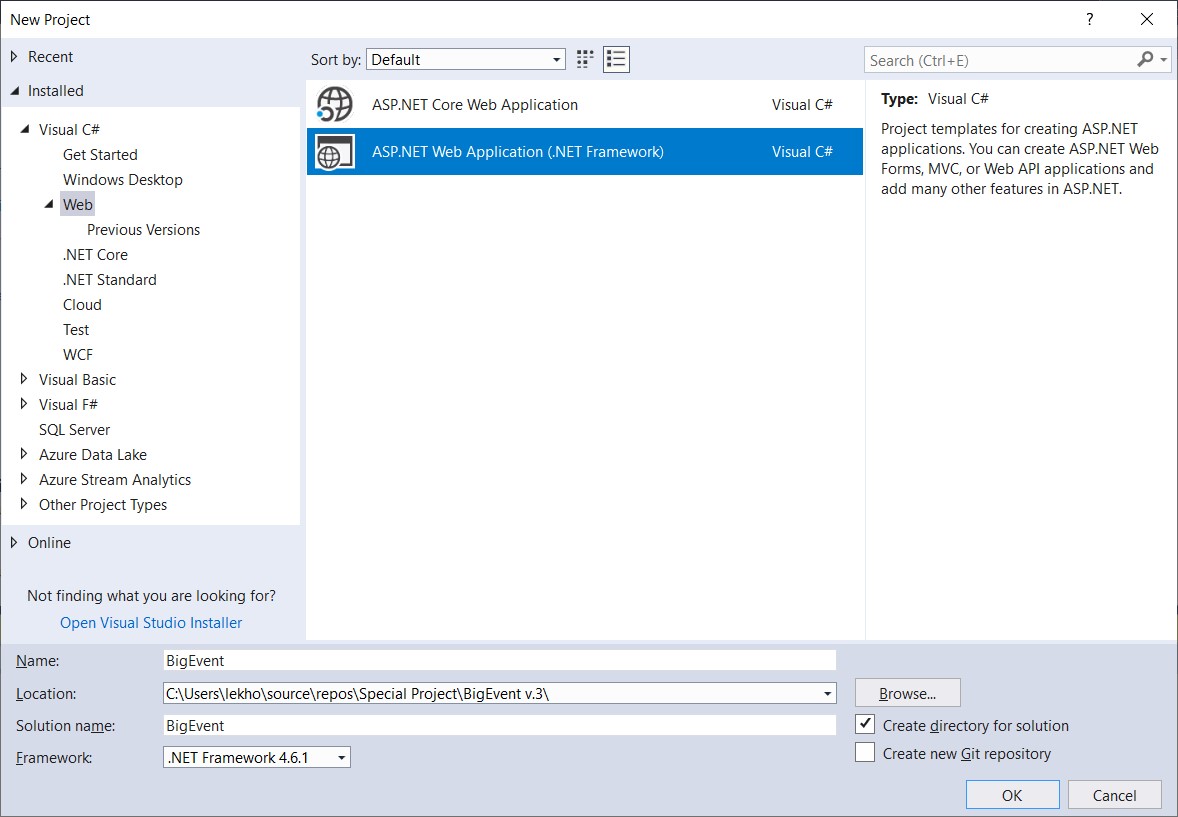 New Project
?
Recent
Installed
Visual C#
Get Started
Windows Desktop
Web
Previous Versions
.NET Core
.NET Standard
Cloud
Test
WCF
Visual Basic
Visual F#
SQL Server
Azure Data Lake
Azure Stream Analytics
Other Project Types
Online
Not finding what you are looking for?
Open Visual Studio Installer
Sort by: Default
ASP.NET Core Web Application Visual C#
ASP.NET Web Application (.NET Framework) Visual C#
Search (Ctrl+E)
Type: Visual C#
Project templates for creating ASP.NET
applications. You can create ASP.NET Web
Forms, MVC, or Web API applications and
add many other features in ASP.NET.
Name: BigEvent
Location: C:\Users\lekho\source\repos\Special Project\BigEvent v.3\
Browse...
Solution name: BigEvent
Create directory for solution
Framework: .NET Framework 4.6.1
Create new Git repository
OK
Cancel